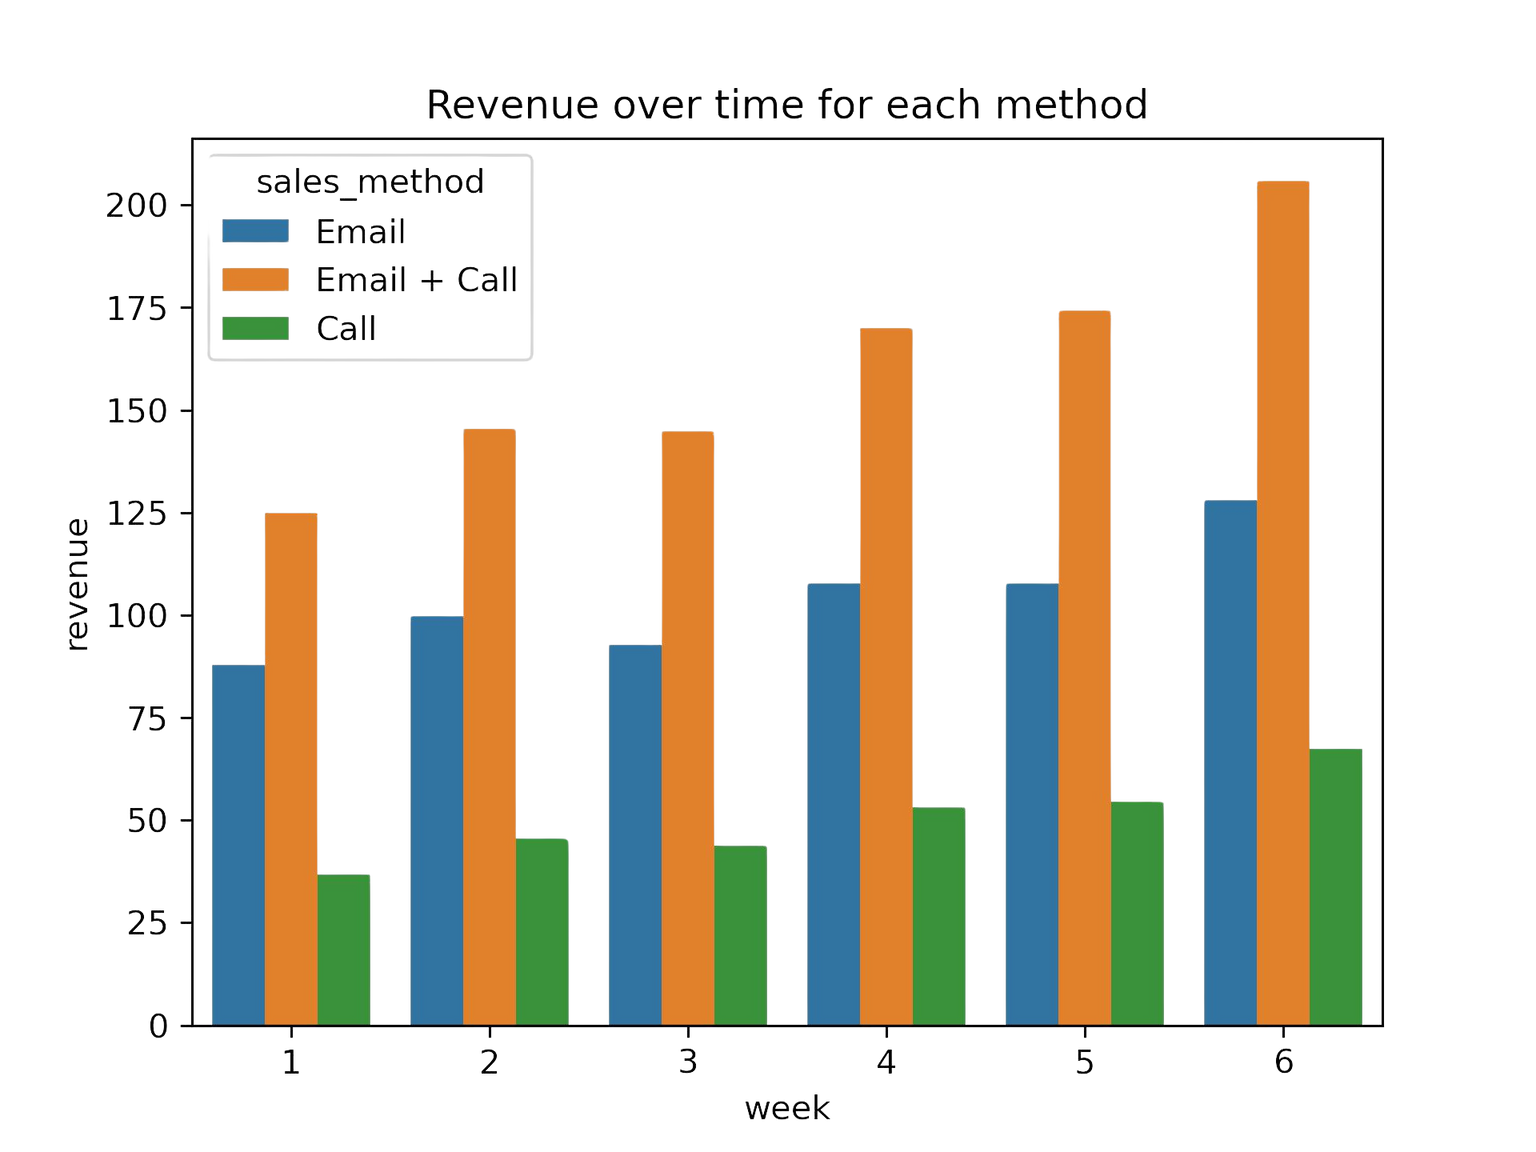 Revenue over time for each method
sales_method
Email
Email + Call
Call
revenue
200
175
150
125
100
75
50
25
0
1 2 3 4 5 6
week